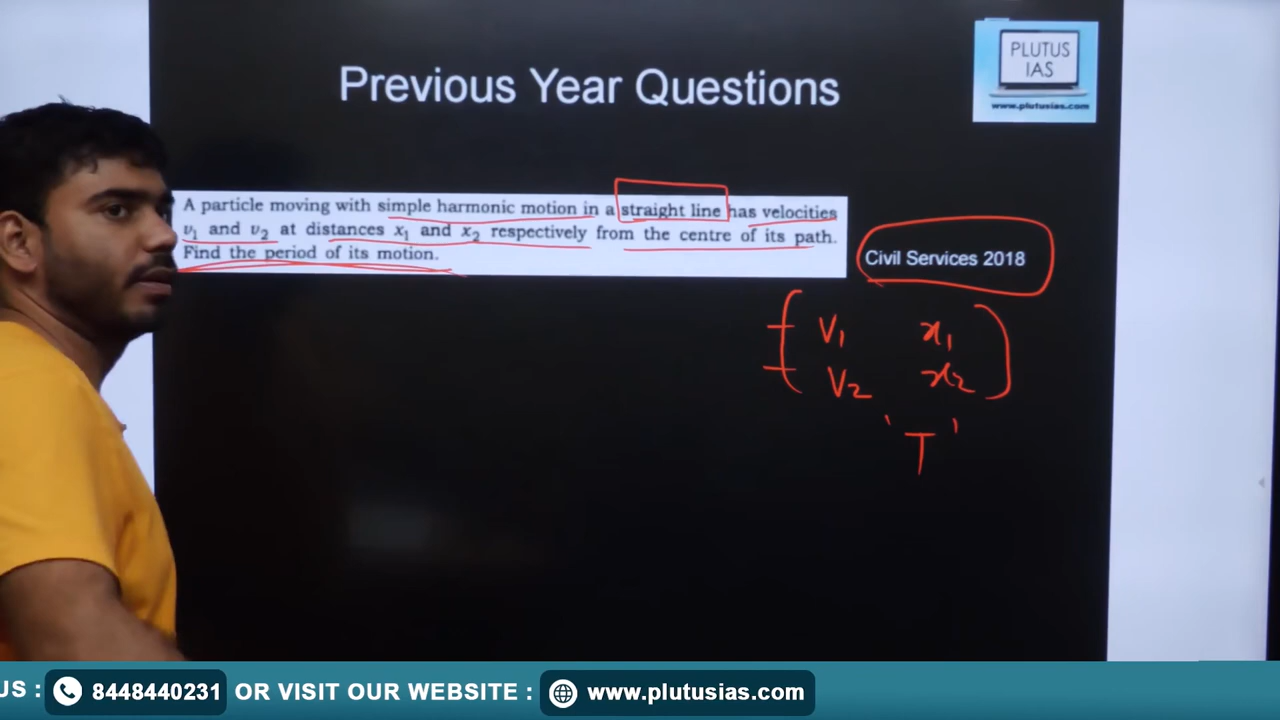 PLUTUS
IAS
www.plutusias.com
Previous Year Questions
A particle moving with simple harmonic motion in a straight line has velocities
v₁ and v₂ at distances x₁ and x₂ respectively from the centre of its path.
Find the period of its motion.
Civil Services 2018
V₁ x₁
V₂ x₂
'T'
US : 8448440231 OR VISIT OUR WEBSITE : www.plutusias.com